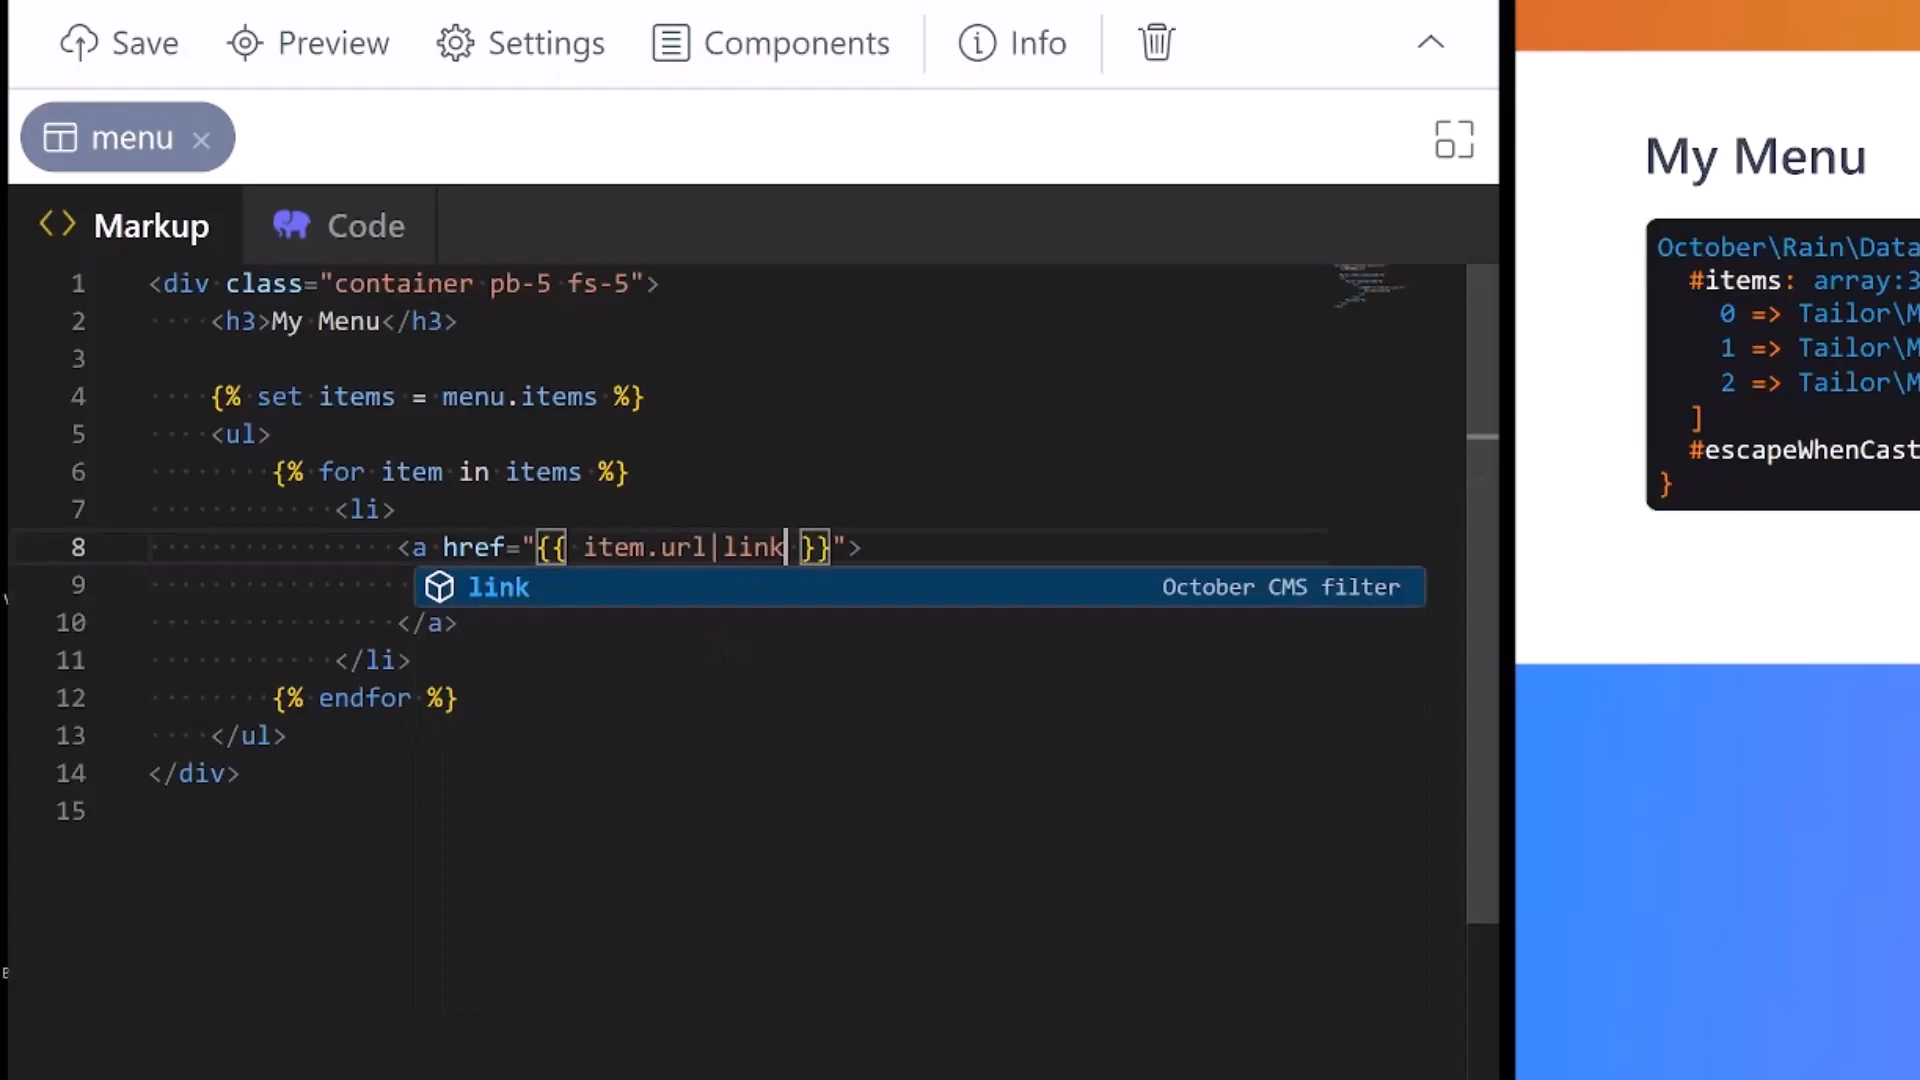 Save Preview Settings Components Info
menu
Markup Code
1 <div class="container pb-5 fs-5">
2 <h3>My Menu</h3>
3
4 {% set items = menu.items %}
5 <ul>
6 {% for item in items %}
7 <li>
8 <a href="{{ item.url|link }}">
9
link October CMS filter
10 </a>
11 </li>
12 {% endfor %}
13 </ul>
14 </div>
15
My Menu
October\Rain\Data
#items: array:3
0 => Tailor\M
1 => Tailor\M
2 => Tailor\M
]
#escapeWhenCast
}